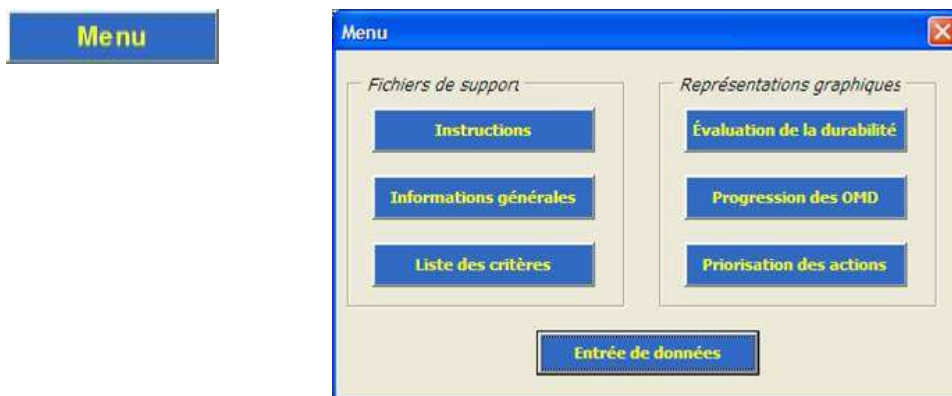 Menu
Menu
Fichiers de support
Instructions
Informations générales
Liste des critères
Représentations graphiques
Évaluation de la durabilité
Progression des OMD
Priorisation des actions
Entrée de données